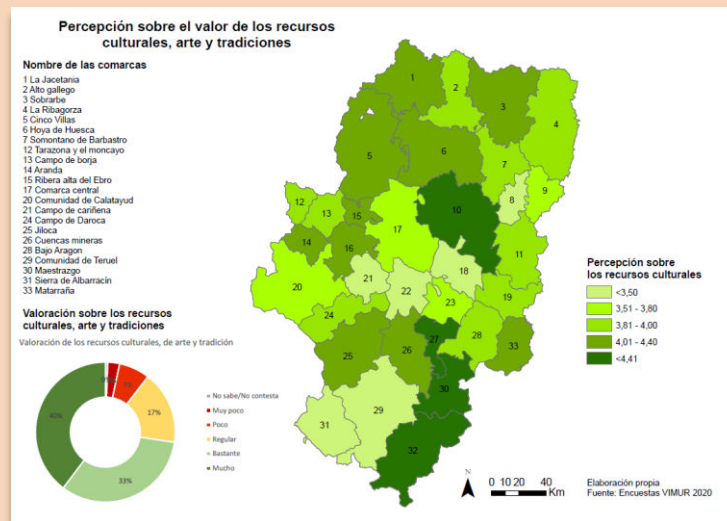 Percepción sobre el valor de los recursos
culturales, arte y tradiciones
Nombre de las comarcas
1 La Jacetania
2 Alto gallego
3 Sobrarbe
4 La Ribagorza
5 Cinco Villas
6 Hoya de Huesca
7 Somontano de Barbastro
12 Tarazona y el moncayo
13 Campo de borja
14 Aranda
15 Ribera alta del Ebro
17 Comarca central
20 Comunidad de Calatayud
21 Campo de cariñena
24 Campo de Daroca
25 Jiloca
26 Cuencas mineras
28 Bajo Aragon
29 Comunidad de Teruel
30 Maestrazgo
31 Sierra de Albarracín
33 Matarraña
Valoración sobre los recursos
culturales, arte y tradiciones
Valoración de los recursos culturales, de arte y tradición
7%
17%
33%
40%
No sabe/No contesta
Muy poco
Poco
Regular
Bastante
Mucho
1
2
3
4
5
6
7
8
9
10
11
12
13
14
15
16
17
18
19
20
21
22
23
24
25
26
27
28
29
30
31
32
33
Percepción sobre
los recursos culturales
<3,50
3,51 - 3,80
3,81 - 4,00
4,01 - 4,40
<4,41
N
0 10 20 40
Km
Elaboración propia
Fuente: Encuestas VIMUR 2020